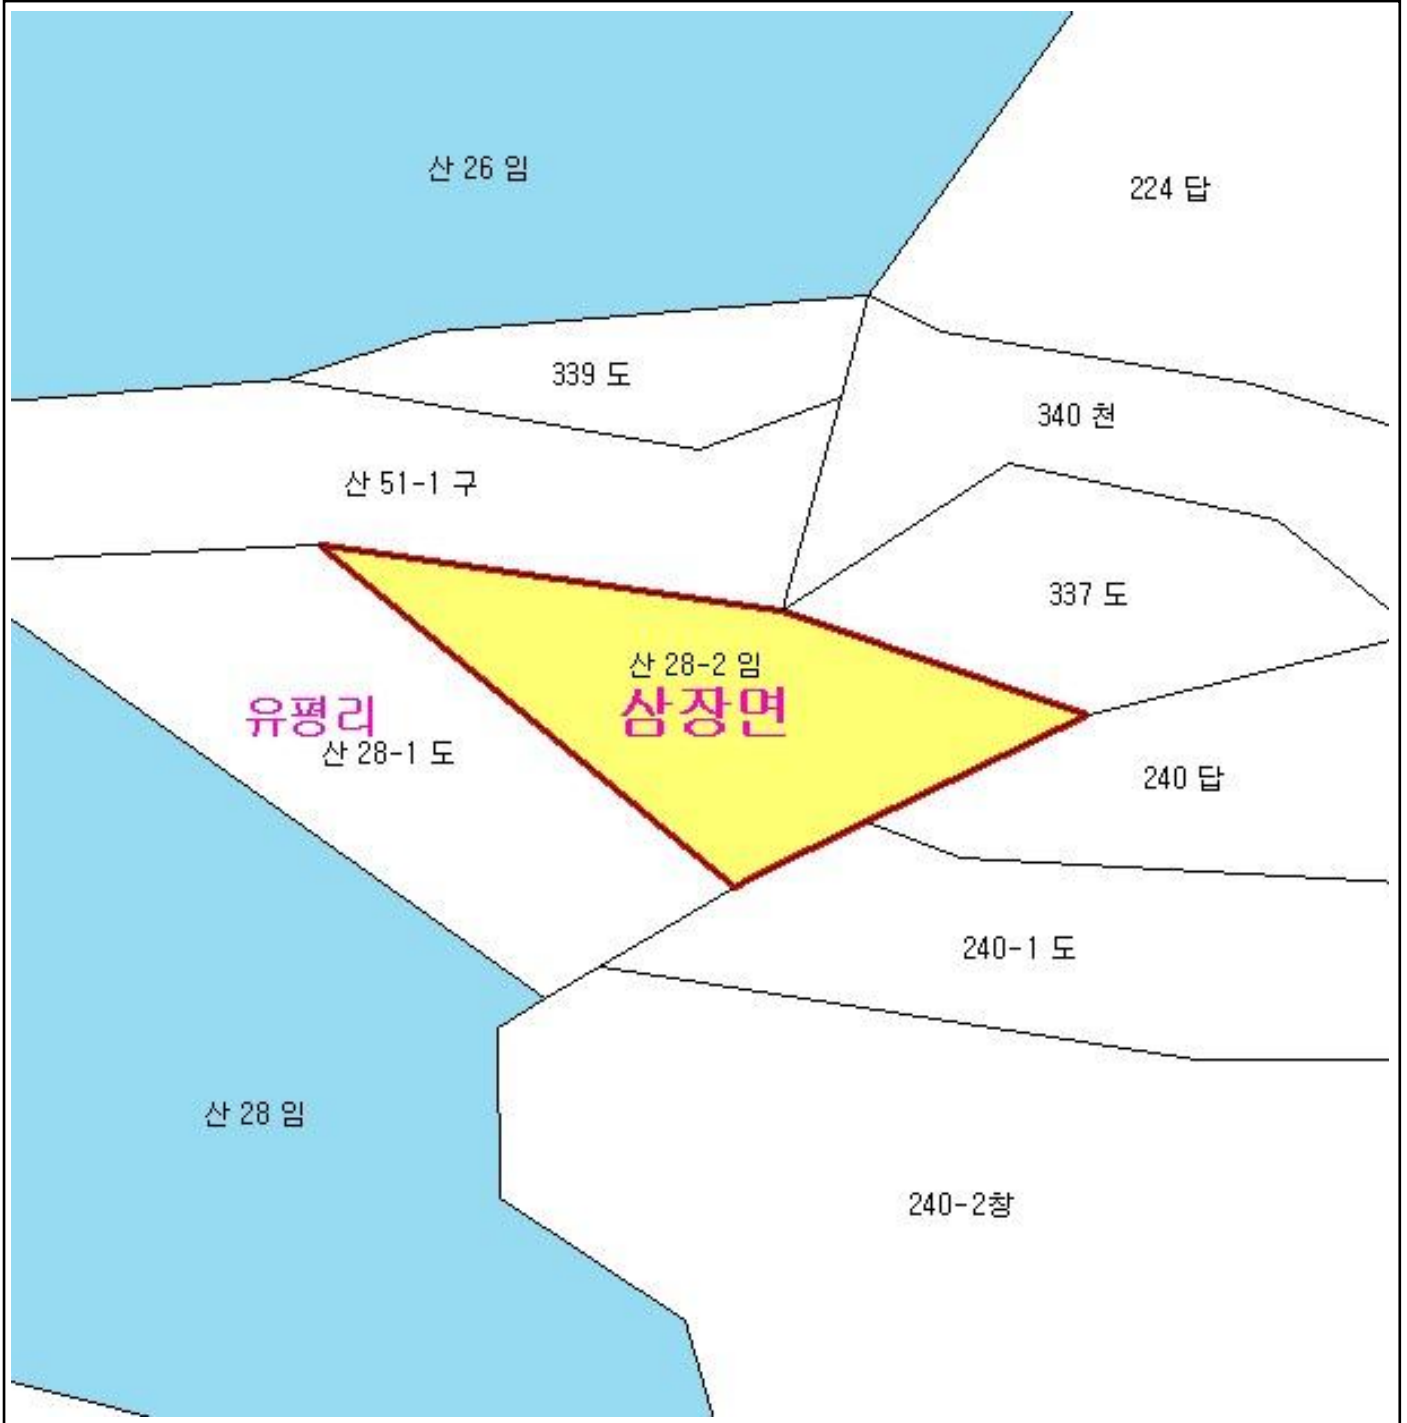 산 26 임
224 답
339 도
340 천
산 51-1 구
337 도
산 28-2 임
삼장면
유평리
산 28-1 도
240 답
240-1 도
산 28 임
240-2창